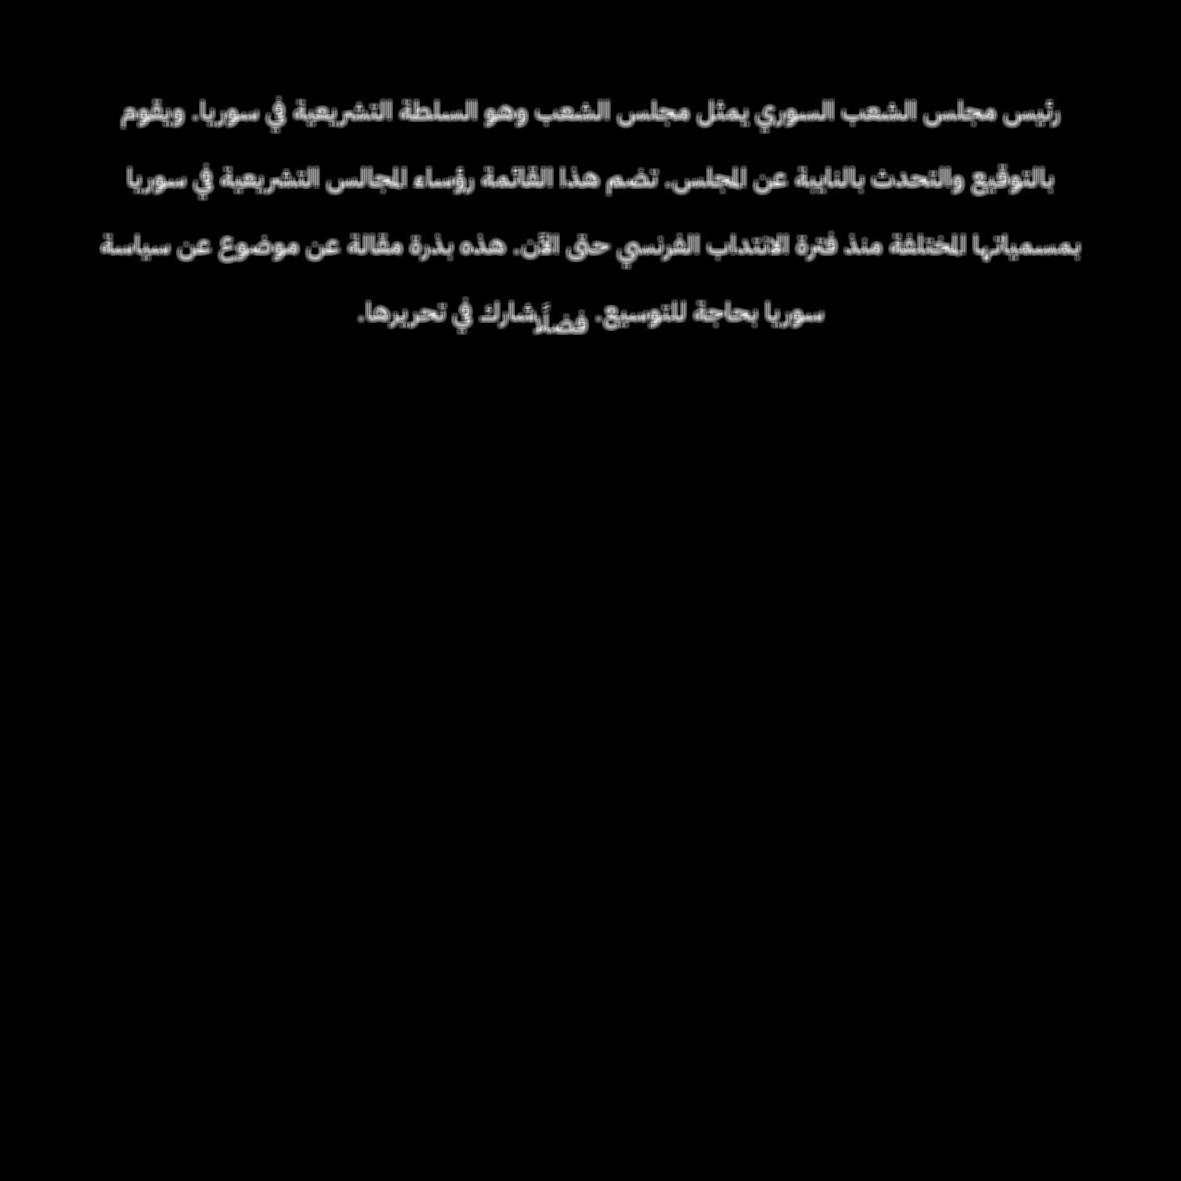 رئيس مجلس الشعب السوري يمثل مجلس الشعب وهو السلطة التشريعية في سوريا. ويقوم
بالتوقيع والتحدث بالنايبة عن المجلس. تضم هذا القائمة رؤساء المجالس التشريعية في سوريا
بمسمياتها المختلفة منذ فترة الانتداب الفرنسي حتى الآن. هذه بذرة مقالة عن موضوع عن سياسة
سوريا بحاجة للتوسيع. فضلًا شارك في تحريرها.